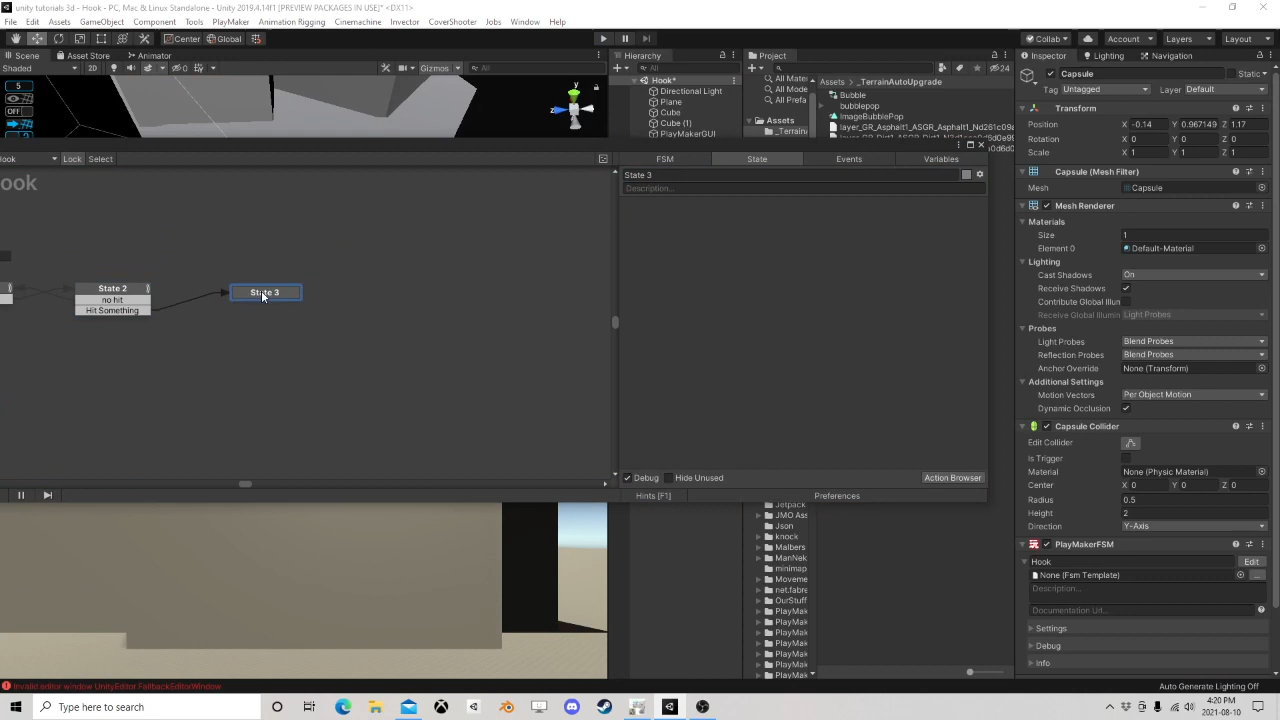 unity tutorials 3d - Hook - PC, Mac & Linux Standalone - Unity 2019.4.14f1 [PREVIEW PACKAGES IN USE]* <DX11>
File Edit Assets GameObject Component Tools PlayMaker Animation Rigging Cinemachine Invector CoverShooter Jobs Window Help
Center Global Collab Account Layers Layout
Scene Asset Store Animator
Shaded 2D 0 Gizmos All
5
OFF
y
z
Hierarchy
All
Hook*
Directional Light
Plane
Cube
Cube (1)
PlayMakerGUI
Project
24
All Mater
All Mode
All Prefa
Assets
_Terrain
Assets > _TerrainAutoUpgrade
Bubble
bubblepop
ImageBubblePop
layer_GR_Asphalt1_ASGR_Asphalt1_Nd261c09a
ook Lock Select
ook
State 2
no hit
Hit Something
State 3
FSM State Events Variables
State 3
Description...
Debug Hide Unused Action Browser
Hints [F1] Preferences
Jetpack
JMO Ass
Json
knock
Malbers
ManNek
minimap
Movemen
net.fabre
OurStuff
PlayMak
PlayMak
PlayMak
PlayMak
PlayMak
PlayMak
PlayMak
Inspector Lighting Navigation
Capsule Static
Tag Untagged Layer Default
Transform
Position X -0.14 Y 0.967149 Z 1.17
Rotation X 0 Y 0 Z 0
Scale X 1 Y 1 Z 1
Capsule (Mesh Filter)
Mesh Capsule
Mesh Renderer
Materials
Size 1
Element 0 Default-Material
Lighting
Cast Shadows On
Receive Shadows
Contribute Global Illum
Receive Global Illumin Light Probes
Probes
Light Probes Blend Probes
Reflection Probes Blend Probes
Anchor Override None (Transform)
Additional Settings
Motion Vectors Per Object Motion
Dynamic Occlusion
Capsule Collider
Edit Collider
Is Trigger
Material None (Physic Material)
Center X 0 Y 0 Z 0
Radius 0.5
Height 2
Direction Y-Axis
PlayMakerFSM
Hook Edit
None (Fsm Template) ...
Description...
Documentation Url...
Settings
Debug
Info
Invalid editor window UnityEditor.FallbackEditorWindow
Auto Generate Lighting Off
Type here to search
4:20 PM
2021-08-10